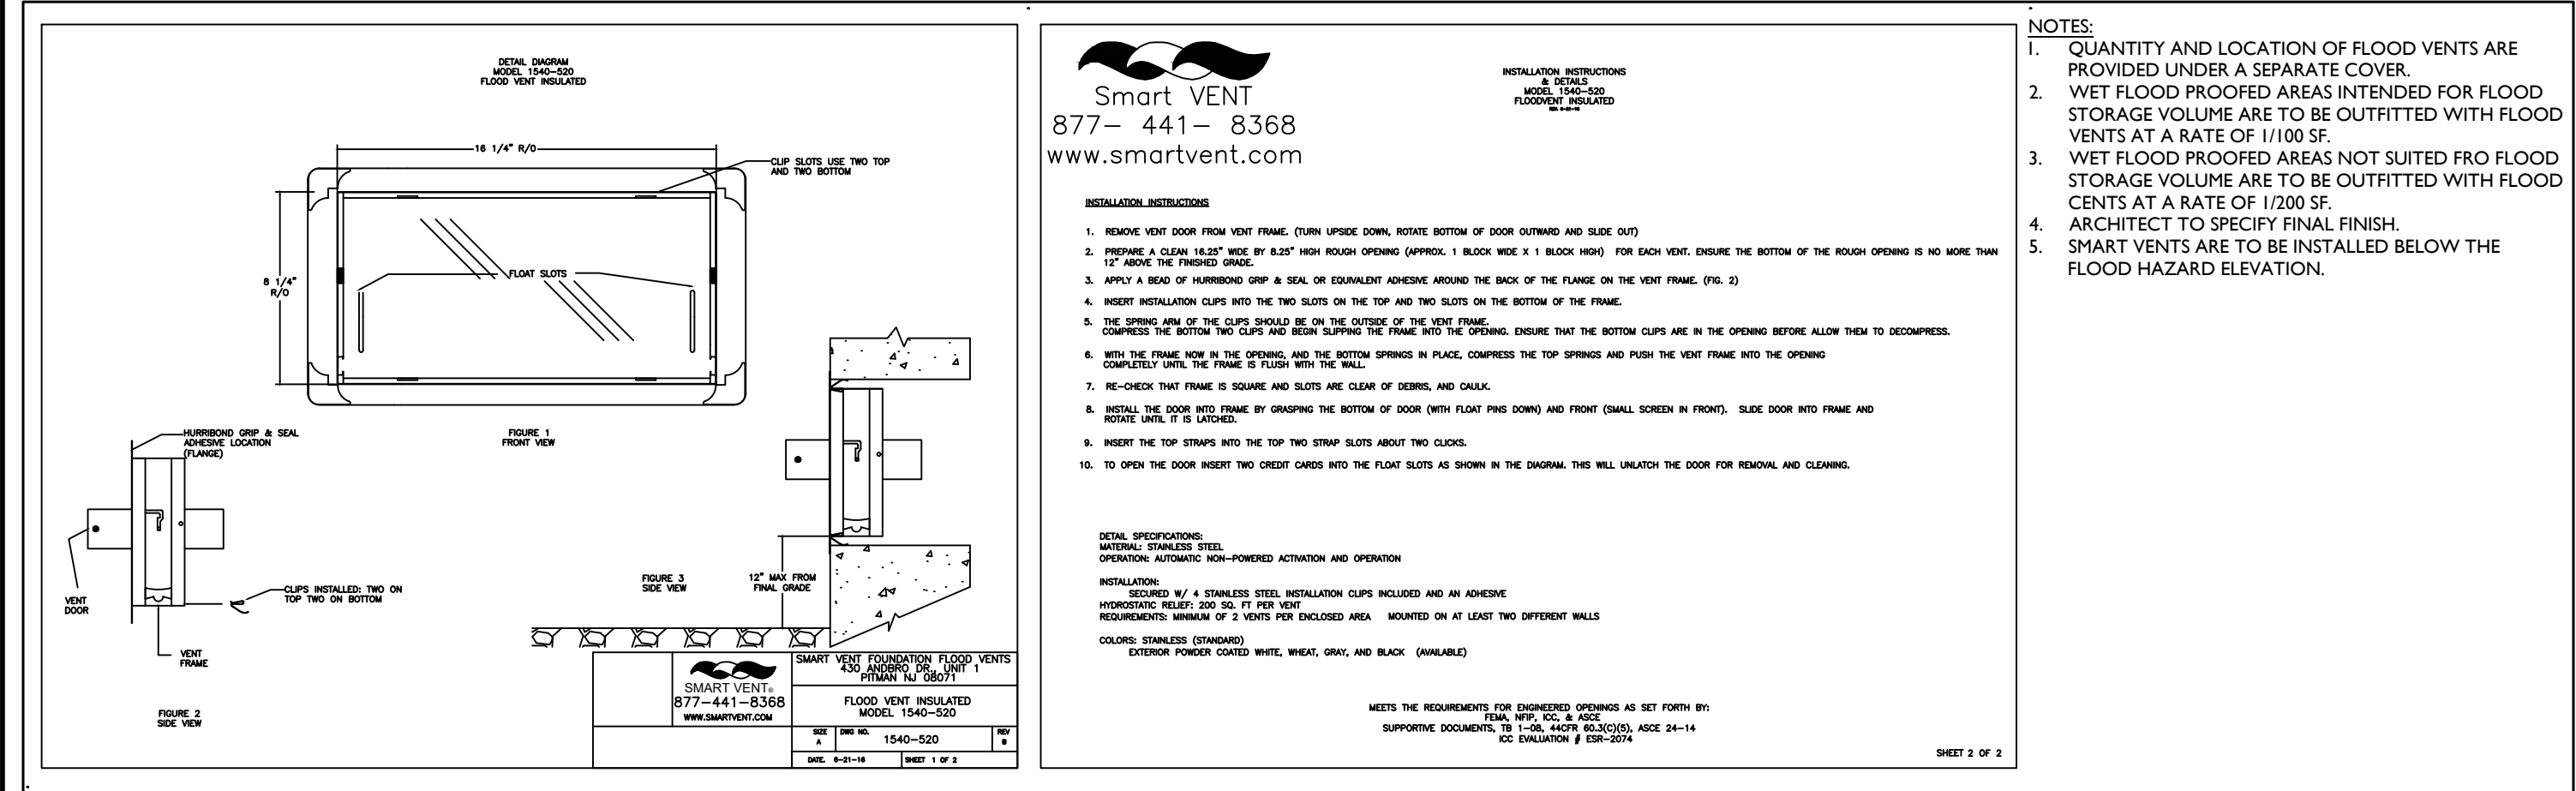 DETAIL DIAGRAM
MODEL 1540-520
FLOOD VENT INSULATED
16 1/4" R/O
CLIP SLOTS USE TWO TOP
AND TWO BOTTOM
FLOAT SLOTS
8 1/4"
R/O
FIGURE 1
FRONT VIEW
HURRIBOND GRIP & SEAL
ADHESIVE LOCATION
(FLANGE)
VENT
DOOR
CLIPS INSTALLED: TWO ON
TOP TWO ON BOTTOM
VENT
FRAME
FIGURE 2
SIDE VIEW
FIGURE 3
SIDE VIEW
12" MAX FROM
FINAL GRADE
SMART VENT®
877-441-8368
WWW.SMARTVENT.COM
SMART VENT FOUNDATION FLOOD VENTS
430 ANDBRO DR., UNIT 1
PITMAN NJ 08071
FLOOD VENT INSULATED
MODEL 1540-520
SIZE
A
DWG NO.
1540-520
REV
B
DATE. 6-21-16
SHEET 1 OF 2
Smart VENT
877- 441- 8368
www.smartvent.com
INSTALLATION INSTRUCTIONS
& DETAILS
MODEL 1540-520
FLOODVENT INSULATED
INSTALLATION INSTRUCTIONS
1. REMOVE VENT DOOR FROM VENT FRAME. (TURN UPSIDE DOWN, ROTATE BOTTOM OF DOOR OUTWARD AND SLIDE OUT)
2. PREPARE A CLEAN 16.25" WIDE BY 8.25" HIGH ROUGH OPENING (APPROX. 1 BLOCK WIDE X 1 BLOCK HIGH) FOR EACH VENT. ENSURE THE BOTTOM OF THE ROUGH OPENING IS NO MORE THAN
12" ABOVE THE FINISHED GRADE.
3. APPLY A BEAD OF HURRIBOND GRIP & SEAL OR EQUIVALENT ADHESIVE AROUND THE BACK OF THE FLANGE ON THE VENT FRAME. (FIG. 2)
4. INSERT INSTALLATION CLIPS INTO THE TWO SLOTS ON THE TOP AND TWO SLOTS ON THE BOTTOM OF THE FRAME.
5. THE SPRING ARM OF THE CLIPS SHOULD BE ON THE OUTSIDE OF THE VENT FRAME.
COMPRESS THE BOTTOM TWO CLIPS AND BEGIN SLIPPING THE FRAME INTO THE OPENING. ENSURE THAT THE BOTTOM CLIPS ARE IN THE OPENING BEFORE ALLOW THEM TO DECOMPRESS.
6. WITH THE FRAME NOW IN THE OPENING, AND THE BOTTOM SPRINGS IN PLACE, COMPRESS THE TOP SPRINGS AND PUSH THE VENT FRAME INTO THE OPENING
COMPLETELY UNTIL THE FRAME IS FLUSH WITH THE WALL.
7. RE-CHECK THAT FRAME IS SQUARE AND SLOTS ARE CLEAR OF DEBRIS, AND CAULK.
8. INSTALL THE DOOR INTO FRAME BY GRASPING THE BOTTOM OF DOOR (WITH FLOAT PINS DOWN) AND FRONT (SMALL SCREEN IN FRONT). SLIDE DOOR INTO FRAME AND
ROTATE UNTIL IT IS LATCHED.
9. INSERT THE TOP STRAPS INTO THE TOP TWO STRAP SLOTS ABOUT TWO CLICKS.
10. TO OPEN THE DOOR INSERT TWO CREDIT CARDS INTO THE FLOAT SLOTS AS SHOWN IN THE DIAGRAM. THIS WILL UNLATCH THE DOOR FOR REMOVAL AND CLEANING.
DETAIL SPECIFICATIONS:
MATERIAL: STAINLESS STEEL
OPERATION: AUTOMATIC NON-POWERED ACTIVATION AND OPERATION
INSTALLATION:
SECURED W/ 4 STAINLESS STEEL INSTALLATION CLIPS INCLUDED AND AN ADHESIVE
HYDROSTATIC RELIEF: 200 SQ. FT PER VENT
REQUIREMENTS: MINIMUM OF 2 VENTS PER ENCLOSED AREA MOUNTED ON AT LEAST TWO DIFFERENT WALLS
COLORS: STAINLESS (STANDARD)
EXTERIOR POWDER COATED WHITE, WHEAT, GRAY, AND BLACK (AVAILABLE)
MEETS THE REQUIREMENTS FOR ENGINEERED OPENINGS AS SET FORTH BY:
FEMA, NFIP, ICC, & ASCE
SUPPORTIVE DOCUMENTS, TB 1-08, 44CFR 60.3(C)(5), ASCE 24-14
ICC EVALUATION # ESR-2074
SHEET 2 OF 2
NOTES:
1. QUANTITY AND LOCATION OF FLOOD VENTS ARE
PROVIDED UNDER A SEPARATE COVER.
2. WET FLOOD PROOFED AREAS INTENDED FOR FLOOD
STORAGE VOLUME ARE TO BE OUTFITTED WITH FLOOD
VENTS AT A RATE OF 1/100 SF.
3. WET FLOOD PROOFED AREAS NOT SUITED FRO FLOOD
STORAGE VOLUME ARE TO BE OUTFITTED WITH FLOOD
CENTS AT A RATE OF 1/200 SF.
4. ARCHITECT TO SPECIFY FINAL FINISH.
5. SMART VENTS ARE TO BE INSTALLED BELOW THE
FLOOD HAZARD ELEVATION.